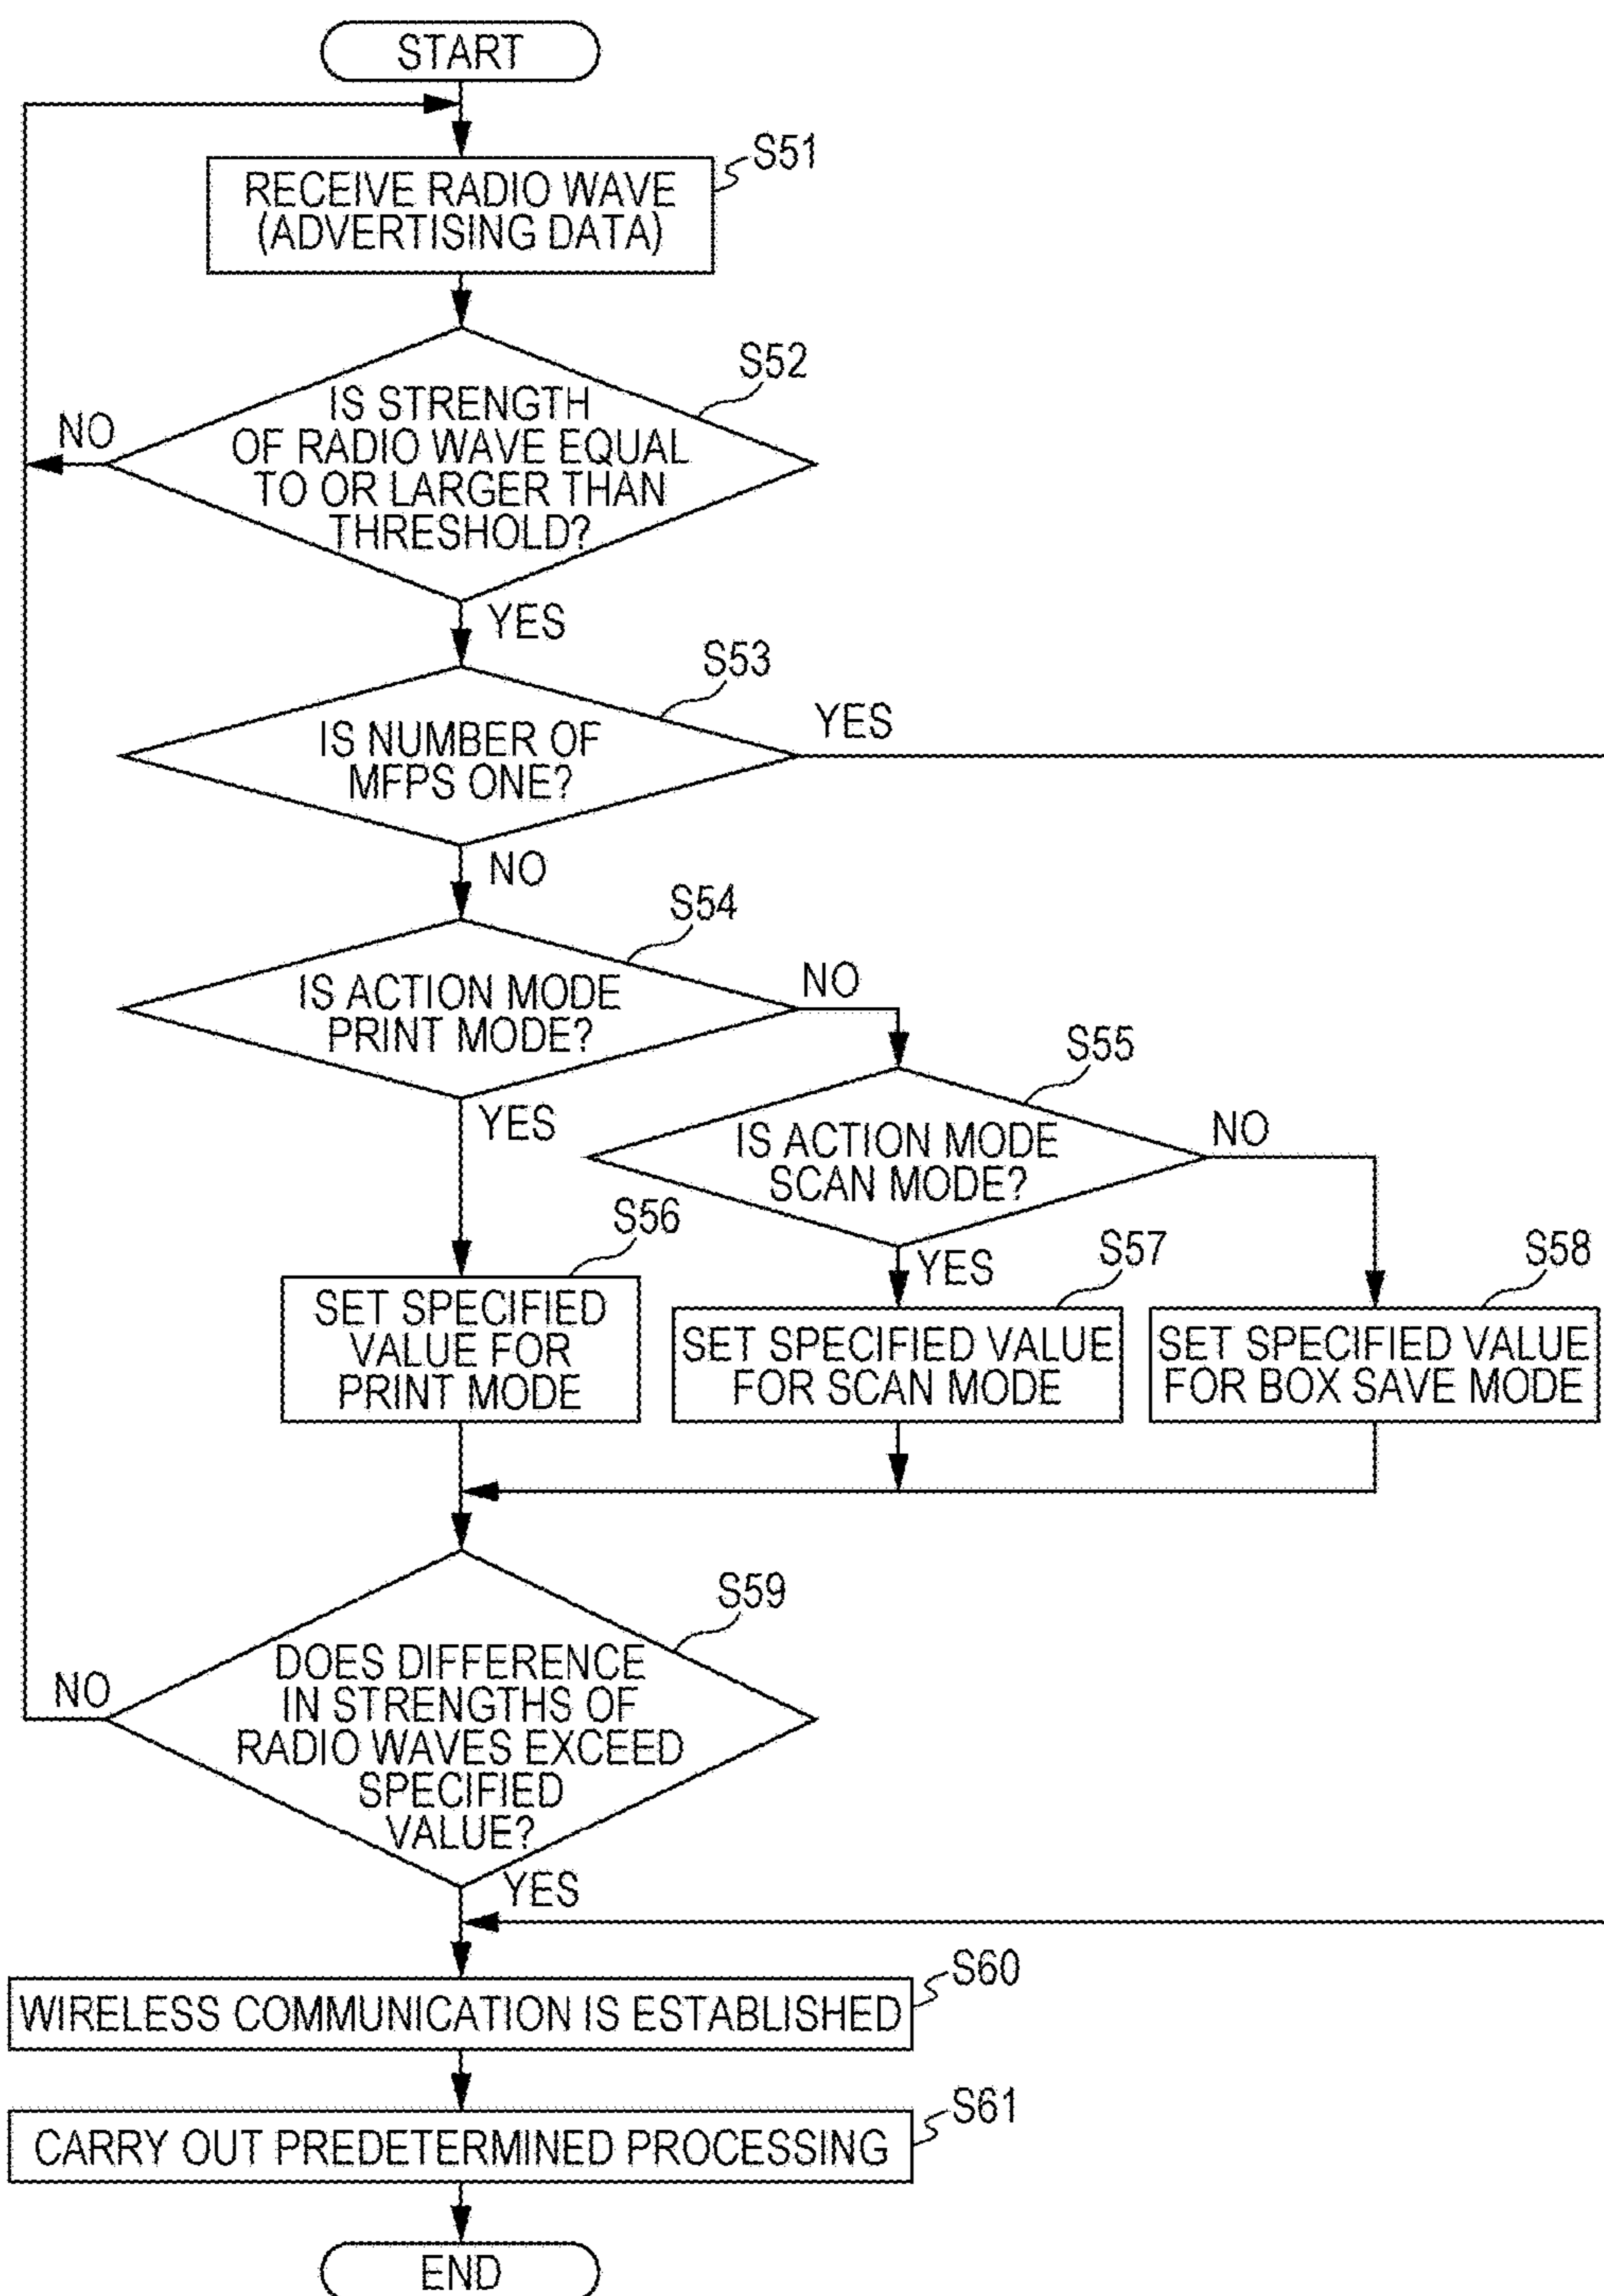 START
S51
RECEIVE RADIO WAVE
(ADVERTISING DATA)
S52
IS STRENGTH
OF RADIO WAVE EQUAL
TO OR LARGER THAN
THRESHOLD?
NO
YES
S53
IS NUMBER OF
MFPS ONE?
YES
NO
S54
IS ACTION MODE
PRINT MODE?
NO
YES
S55
IS ACTION MODE
SCAN MODE?
NO
YES
S56
SET SPECIFIED
VALUE FOR
PRINT MODE
S57
SET SPECIFIED VALUE
FOR SCAN MODE
S58
SET SPECIFIED VALUE
FOR BOX SAVE MODE
S59
DOES DIFFERENCE
IN STRENGTHS OF
RADIO WAVES EXCEED
SPECIFIED
VALUE?
NO
YES
S60
WIRELESS COMMUNICATION IS ESTABLISHED
S61
CARRY OUT PREDETERMINED PROCESSING
END